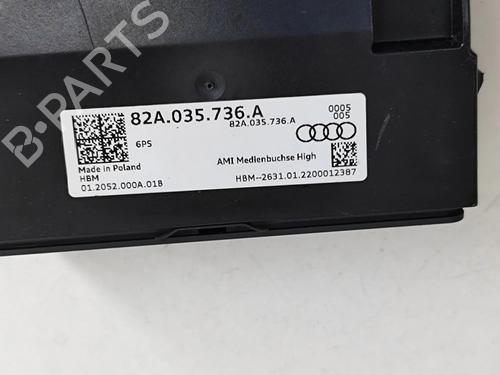 82A.035.736.A
82A.035.736.A
0005
005
6PS
Made in Poland
HBM
01.2052.000A.01B
AMI Medienbuchse High
HBM--2631.01.2200012387
B-PARTS